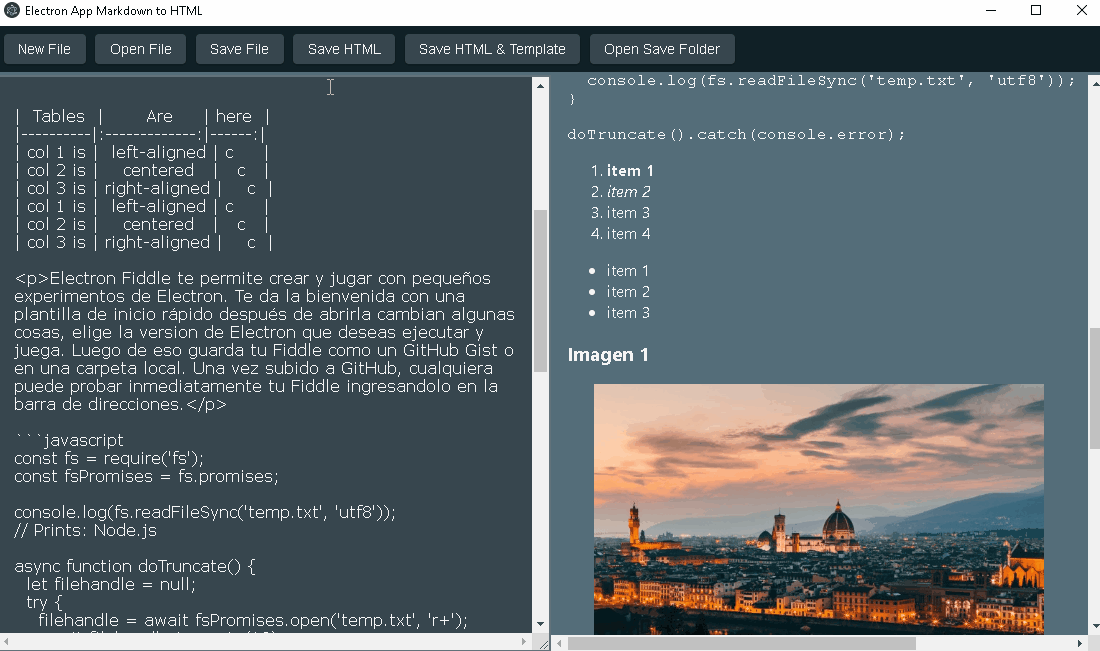 Electron App Markdown to HTML
New File Open File Save File Save HTML Save HTML & Template Open Save Folder
| Tables | Are | here |
|----------|:-------------:|------:|
| col 1 is | left-aligned | c |
| col 2 is | centered | c |
| col 3 is | right-aligned | c |
| col 1 is | left-aligned | c |
| col 2 is | centered | c |
| col 3 is | right-aligned | c |
<p>Electron Fiddle te permite crear y jugar con pequeños
experimentos de Electron. Te da la bienvenida con una
plantilla de inicio rápido después de abrirla cambian algunas
cosas, elige la version de Electron que deseas ejecutar y
juega. Luego de eso guarda tu Fiddle como un GitHub Gist o
en una carpeta local. Una vez subido a GitHub, cualquiera
puede probar inmediatamente tu Fiddle ingresandolo en la
barra de direcciones.</p>
```javascript
const fs = require('fs');
const fsPromises = fs.promises;
console.log(fs.readFileSync('temp.txt', 'utf8'));
// Prints: Node.js
async function doTruncate() {
let filehandle = null;
try {
filehandle = await fsPromises.open('temp.txt', 'r+');
console.log(fs.readFileSync('temp.txt', 'utf8'));
}
doTruncate().catch(console.error);
1. item 1
2. item 2
3. item 3
4. item 4
• item 1
• item 2
• item 3
Imagen 1